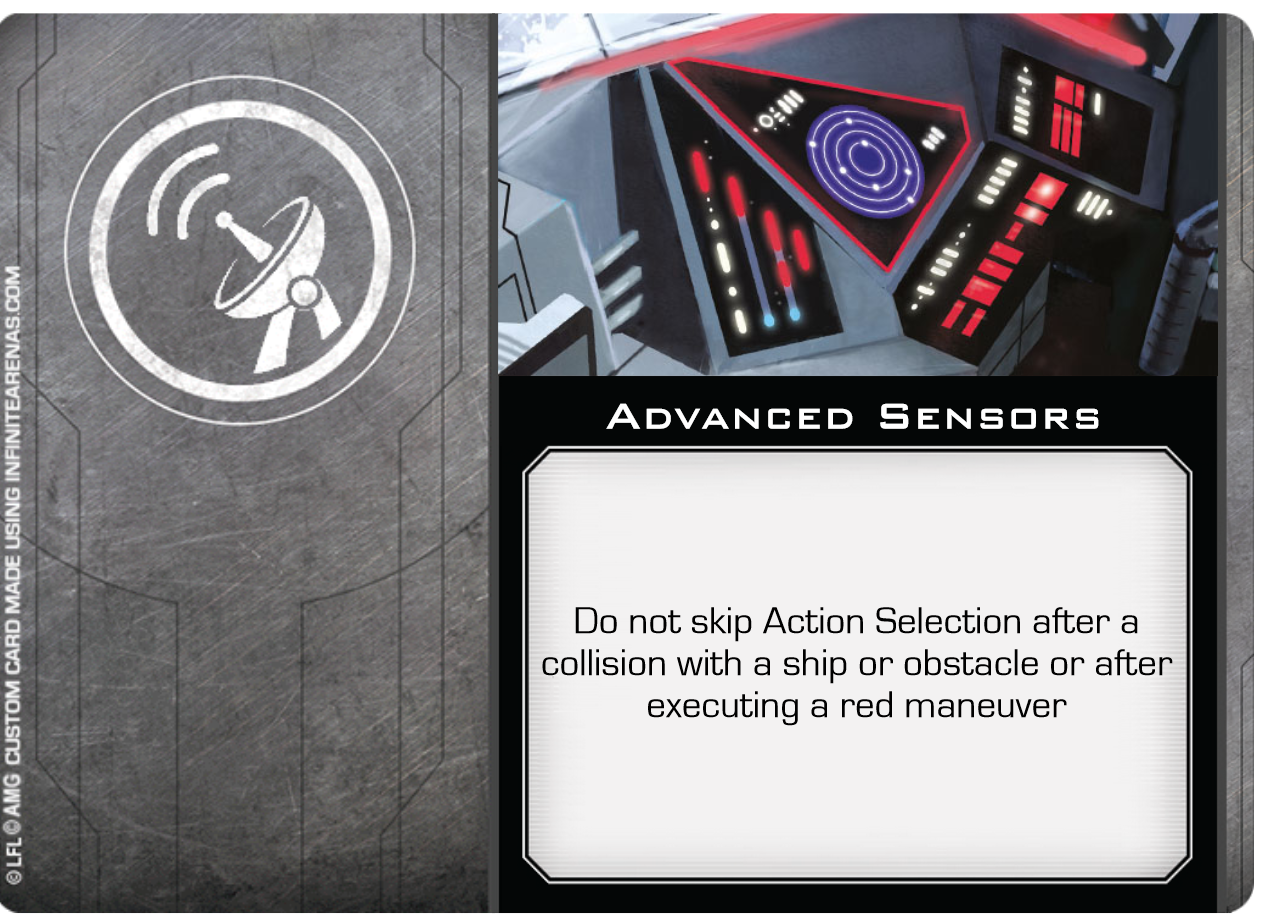 Advanced Sensors
Do not skip Action Selection after a
collision with a ship or obstacle or after
executing a red maneuver
© LFL © AMG CUSTOM CARD MADE USING INFINITEARENAS.COM